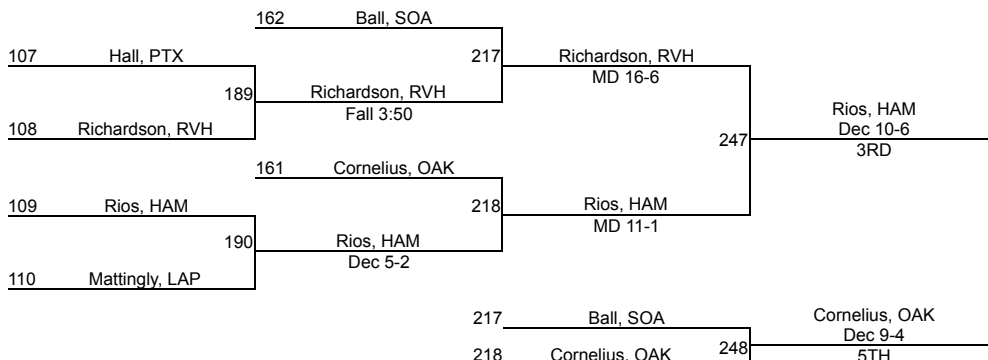 162 Ball, SOA
107 Hall, PTX 217 Richardson, RVH
MD 16-6
189 Richardson, RVH
Fall 3:50
108 Richardson, RVH
Rios, HAM
Dec 10-6
247
3RD
161 Cornelius, OAK
109 Rios, HAM 218 Rios, HAM
MD 11-1
190 Rios, HAM
Dec 5-2
110 Mattingly, LAP
217 Ball, SOA Cornelius, OAK
Dec 9-4
248
218 Cornelius, OAK 5TH